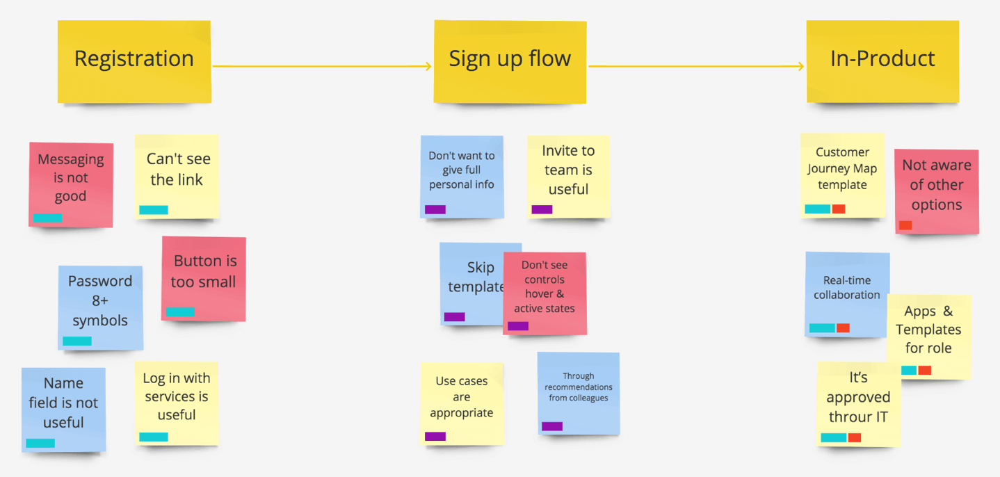 Registration
Sign up flow
In-Product
Messaging
is not
good
Can't see
the link
Button is
too small
Password
8+
symbols
Name
field is not
useful
Log in with
services is
useful
Don't want to
give full
personal info
Invite to
team is
useful
Skip
template
Don't see
controls
hover &
active states
Use cases
are
appropriate
Through
recommendations
from colleagues
Customer
Journey Map
template
Not aware
of other
options
Real-time
collaboration
Apps &
Templates
for role
It's
approved
throur IT